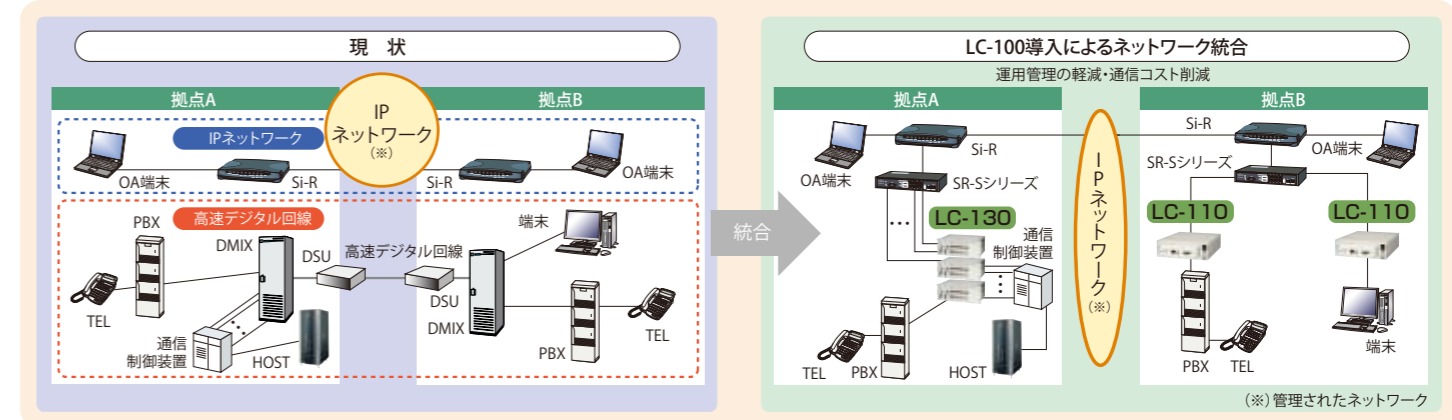 現 状
拠点A
拠点B
IP
ネットワーク
(※)
IPネットワーク
OA端末
Si-R
Si-R
OA端末
高速デジタル回線
PBX
DMIX
DSU
高速デジタル回線
端末
TEL
DSU
DMIX
TEL
通信
制御装置
HOST
PBX
統合
LC-100導入によるネットワーク統合
運用管理の軽減・通信コスト削減
拠点A
拠点B
OA端末
Si-R
SR-Sシリーズ
LC-130
通信
制御装置
TEL
PBX
HOST
IPネットワーク(※)
Si-R
OA端末
SR-Sシリーズ
LC-110
LC-110
PBX
TEL
端末
(※)管理されたネットワーク